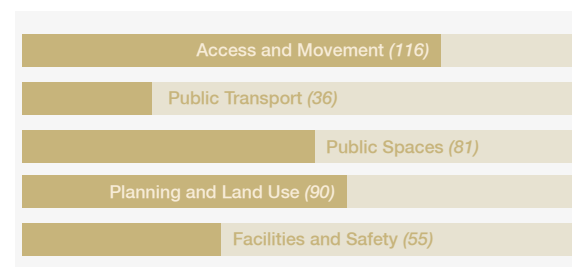 Access and Movement (116)
Public Transport (36)
Public Spaces (81)
Planning and Land Use (90)
Facilities and Safety (55)